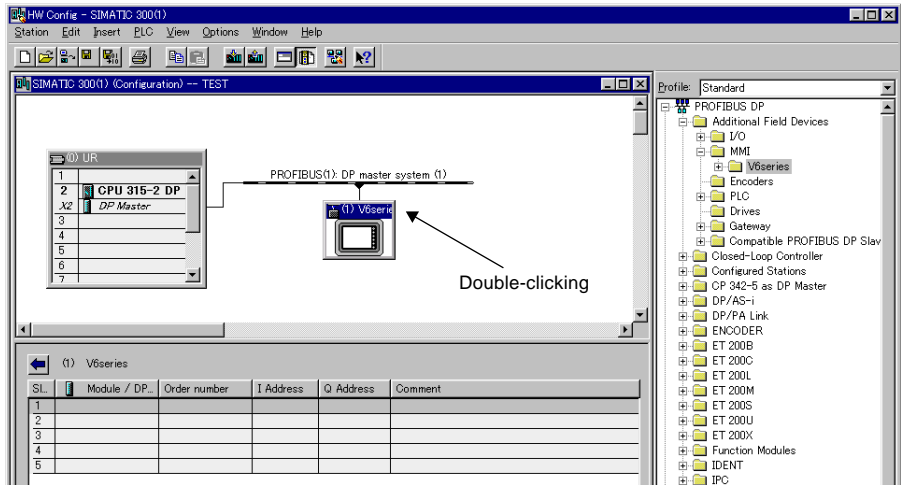 HW Config - SIMATIC 300(1)
Station Edit Insert PLC View Options Window Help
SIMATIC 300(1) (Configuration) -- TEST
(0) UR
1
2 CPU 315-2 DP
X2 DP Master
3
4
5
6
7
PROFIBUS(1): DP master system (1)
(1) V6serie
Double-clicking
(1) V6series
Sl... Module / DP... Order number I Address Q Address Comment
1
2
3
4
5
Profile: Standard
PROFIBUS DP
Additional Field Devices
I/O
MMI
V6series
Encoders
PLC
Drives
Gateway
Compatible PROFIBUS DP Slav
Closed-Loop Controller
Configured Stations
CP 342-5 as DP Master
DP/AS-i
DP/PA Link
ENCODER
ET 200B
ET 200C
ET 200L
ET 200M
ET 200S
ET 200U
ET 200X
Function Modules
IDENT
IPC